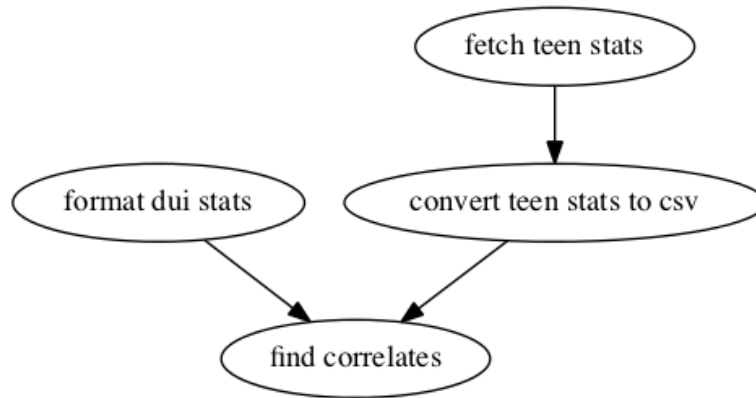 fetch teen stats
format dui stats
convert teen stats to csv
find correlates